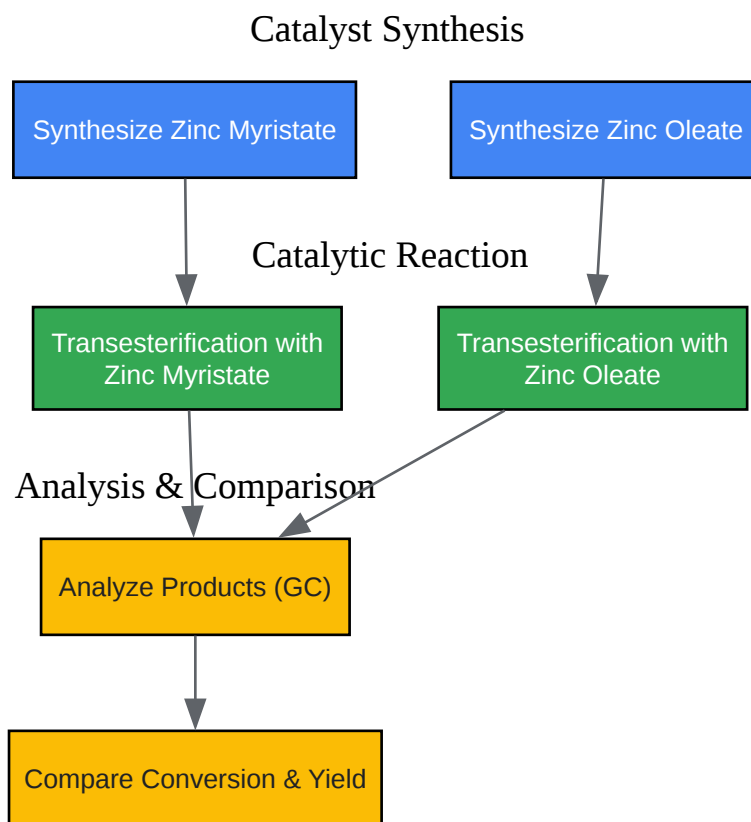 Catalyst Synthesis
Synthesize Zinc Myristate
Synthesize Zinc Oleate
Catalytic Reaction
Transesterification with
Zinc Myristate
Transesterification with
Zinc Oleate
Analysis & Comparison
Analyze Products (GC)
Compare Conversion & Yield